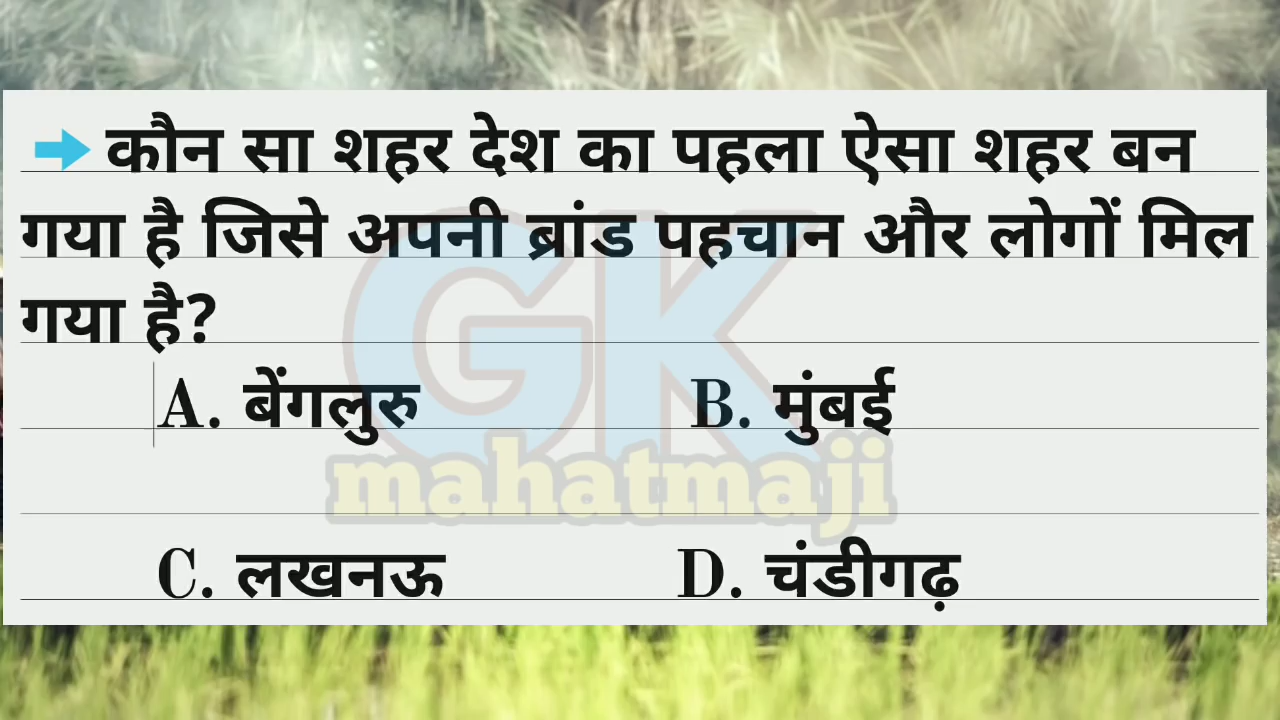 कौन सा शहर देश का पहला ऐसा शहर बन
गया है जिसे अपनी ब्रांड पहचान और लोगों मिल
गया है?
A. बेंगलुरु B. मुंबई
GK
mahatmaji
C. लखनऊ D. चंडीगढ़